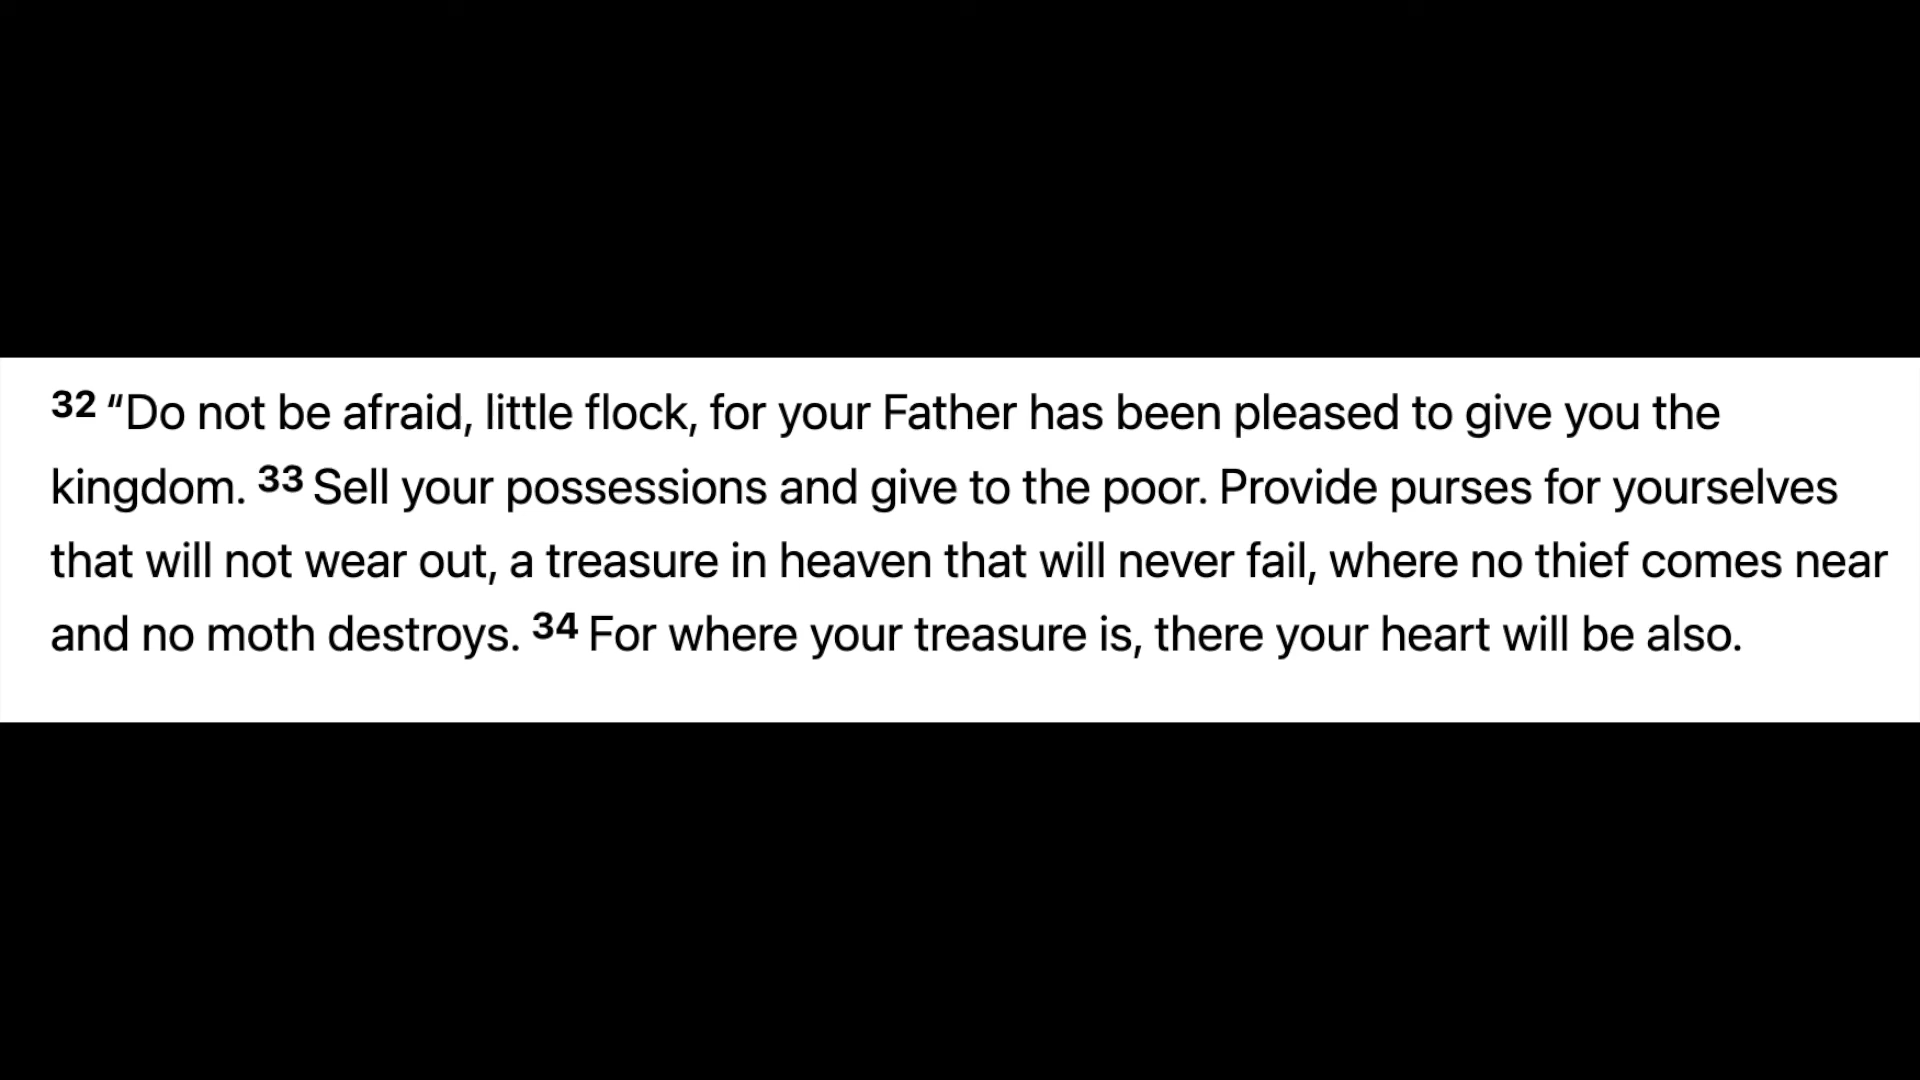 32 “Do not be afraid, little flock, for your Father has been pleased to give you the
kingdom. 33 Sell your possessions and give to the poor. Provide purses for yourselves
that will not wear out, a treasure in heaven that will never fail, where no thief comes near
and no moth destroys. 34 For where your treasure is, there your heart will be also.